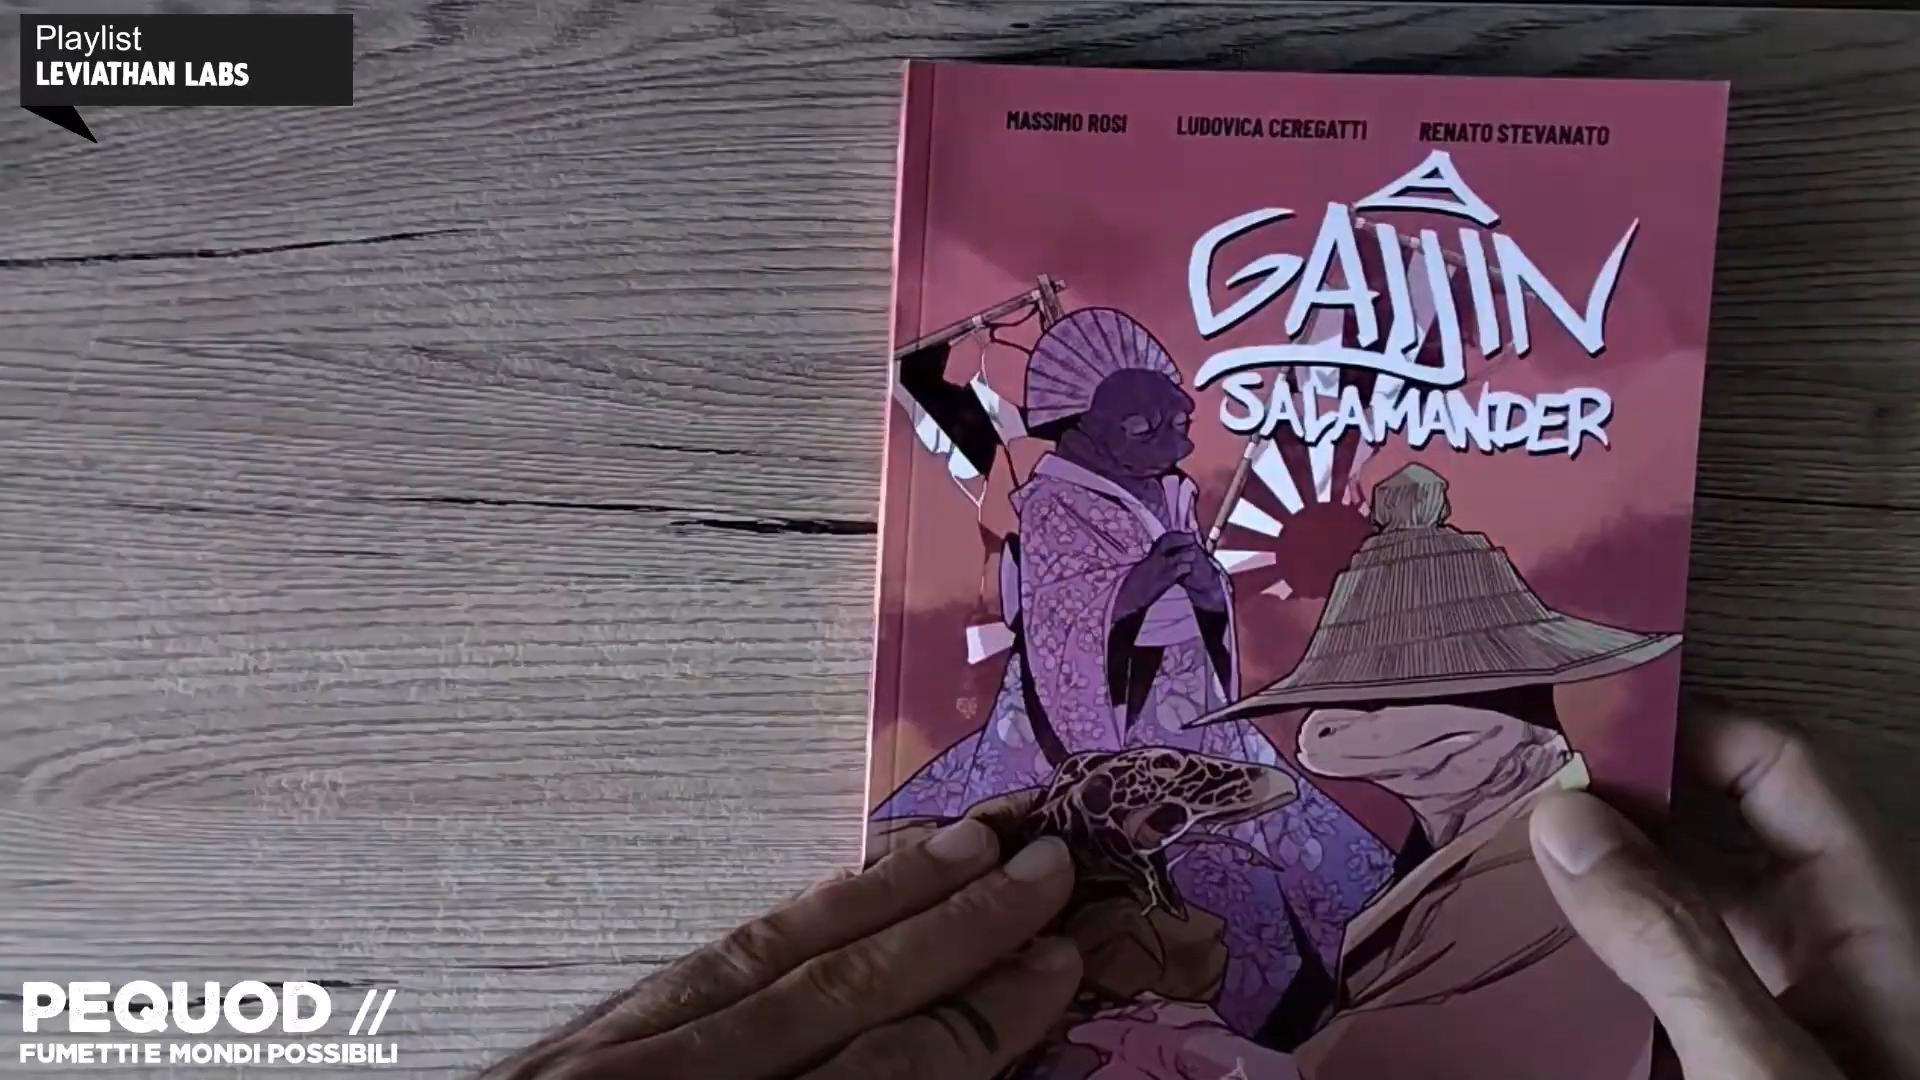 Playlist
LEVIATHAN LABS
MASSIMO ROSI LUDOVICA CEREGATTI RENATO STEVANATO
GAIJIN
SALAMANDER
PEQUOD //
FUMETTI E MONDI POSSIBILI